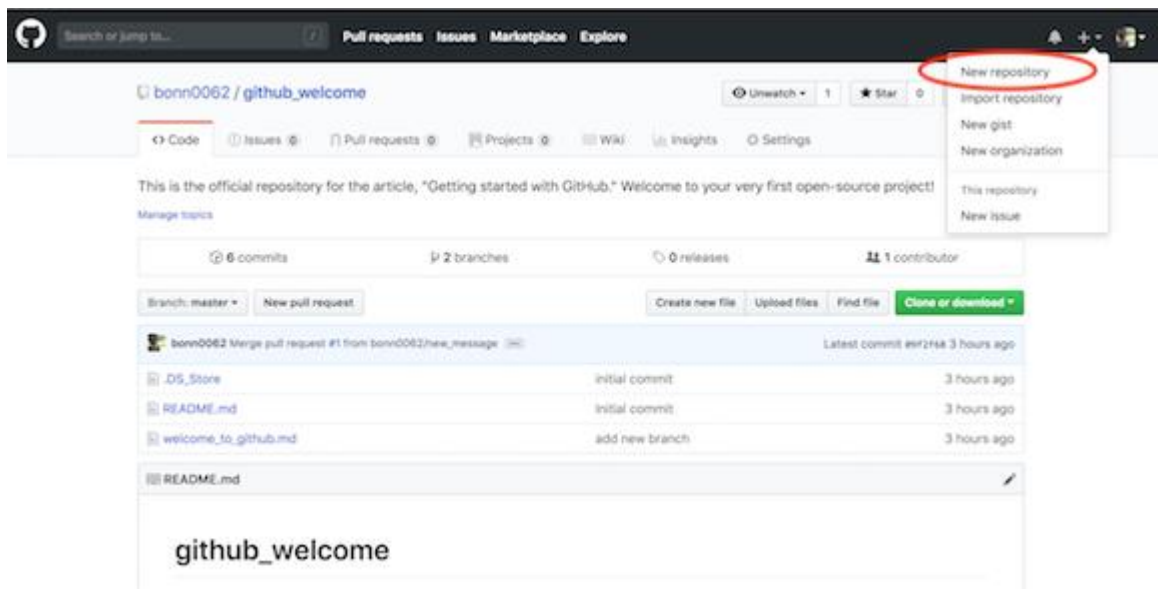 Search or jump to... /
Pull requests Issues Marketplace Explore
bonn0062 / github_welcome
Unwatch 1 Star 0
New repository
Import repository
New gist
New organization
This repository
New issue
Code Issues 0 Pull requests 0 Projects 0 Wiki Insights Settings
This is the official repository for the article, "Getting started with GitHub." Welcome to your very first open-source project!
Manage topics
6 commits 2 branches 0 releases 1 contributor
Branch: master New pull request Create new file Upload files Find file Clone or download
bonn0062 Merge pull request #1 from bonn0062/new_message Latest commit 3 hours ago
.DS_Store initial commit 3 hours ago
README.md initial commit 3 hours ago
welcome_to_github.md add new branch 3 hours ago
README.md
github_welcome